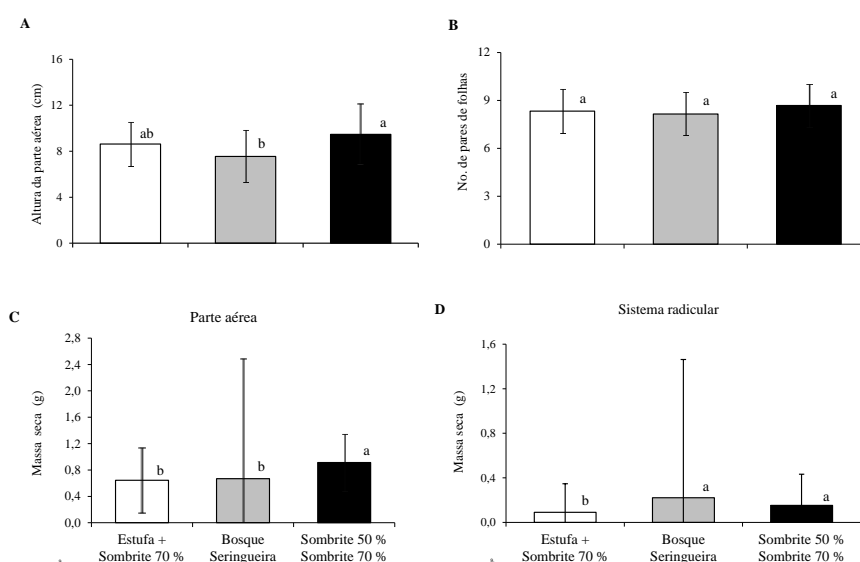 A
Altura da parte aérea (cm)
16
12
8
4
0
ab
b
a
B
No. de pares de folhas
12
9
6
3
0
a
a
a
C
Parte aérea
Massa seca (g)
2,8
2,4
2,0
1,6
1,2
0,8
0,4
0,0
b
b
a
Estufa +
Sombrite 70 %
Bosque
Seringueira
Sombrite 50 %
Sombrite 70 %
D
Sistema radicular
Massa seca (g)
1,6
1,2
0,8
0,4
0,0
b
a
a
Estufa +
Sombrite 70 %
Bosque
Seringueira
Sombrite 50 %
Sombrite 70 %